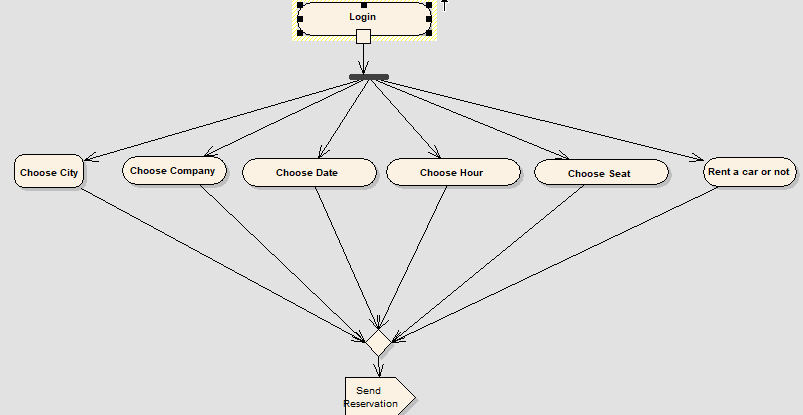 Login
Choose City
Choose Company
Choose Date
Choose Hour
Choose Seat
Rent a car or not
Send
Reservation